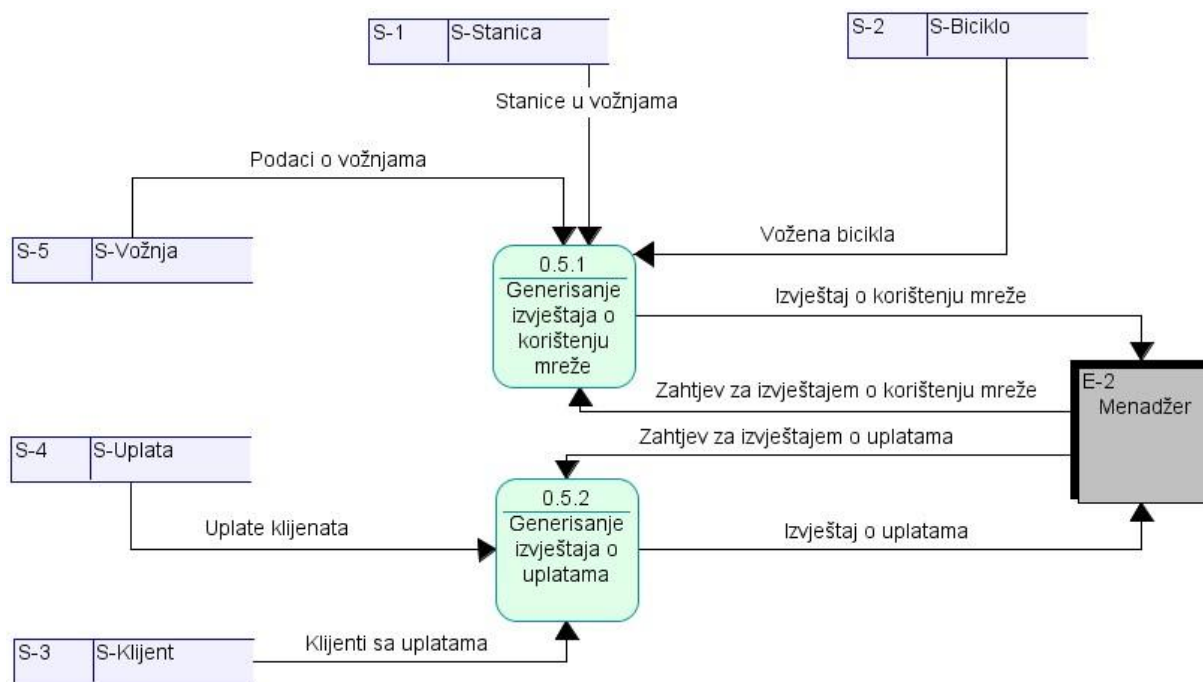 S-1 S-Stanica
S-2 S-Biciklo
Stanice u vožnjama
Podaci o vožnjama
S-5 S-Vožnja
Vožena bicikla
0.5.1
Generisanje
izvještaja o
korištenju
mreže
Izvještaj o korištenju mreže
E-2
Menadžer
Zahtjev za izvještajem o korištenju mreže
Zahtjev za izvještajem o uplatama
S-4 S-Uplata
0.5.2
Generisanje
izvještaja o
uplatama
Uplate klijenata
Izvještaj o uplatama
S-3 S-Klijent
Klijenti sa uplatama